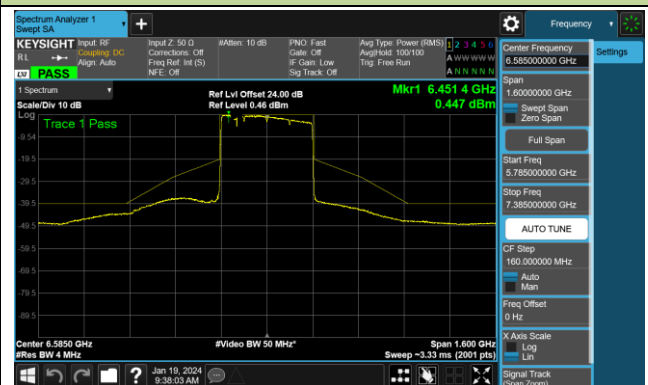 Spectrum Analyzer 1
Swept SA
Frequency
KEYSIGHT
RL
PASS
Input: RF
Coupling: DC
Align: Auto
Input Z: 50 Ω
Corrections: Off
Freq Ref: Int (S)
NFE: Off
#Atten: 10 dB
PNO: Fast
Gate: Off
IF Gain: Low
Sig Track: Off
Avg Type: Power (RMS)
Avg|Hold: 100/100
Trig: Free Run
1 2 3 4 5 6
A W W W W W
A N N N N N
1 Spectrum
Scale/Div 10 dB
Ref Lvl Offset 24.00 dB
Ref Level 0.46 dBm
Mkr1 6.451 4 GHz
0.447 dBm
Log
Trace 1 Pass
1
-9.54
-19.5
-29.5
-39.5
-49.5
-59.5
-69.5
-79.5
-89.5
Center 6.5850 GHz
#Res BW 4 MHz
#Video BW 50 MHz*
Span 1.600 GHz
Sweep ~3.33 ms (2001 pts)
Jan 19, 2024
9:38:03 AM
Center Frequency
6.585000000 GHz
Settings
Span
1.60000000 GHz
Swept Span
Zero Span
Full Span
Start Freq
5.785000000 GHz
Stop Freq
7.385000000 GHz
AUTO TUNE
CF Step
160.000000 MHz
Auto
Man
Freq Offset
0 Hz
X Axis Scale
Log
Lin
Signal Track
(Span Zoom)